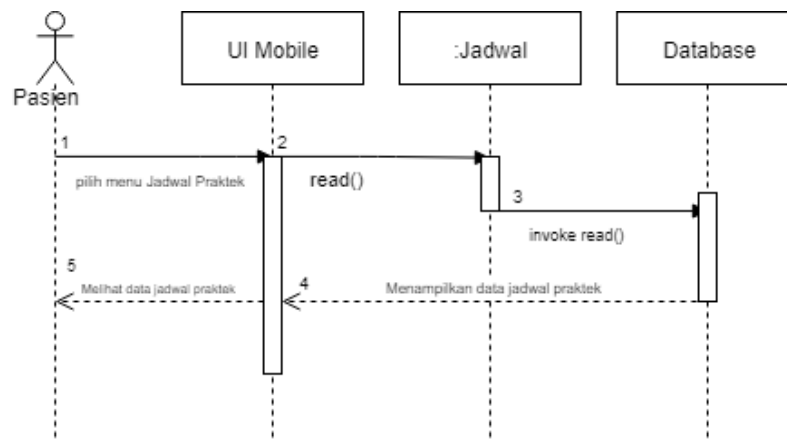 UI Mobile
:Jadwal
Database
Pasien
1
2
pilih menu Jadwal Praktek
read()
3
invoke read()
5
4
Melihat data jadwal praktek
Menampilkan data jadwal praktek